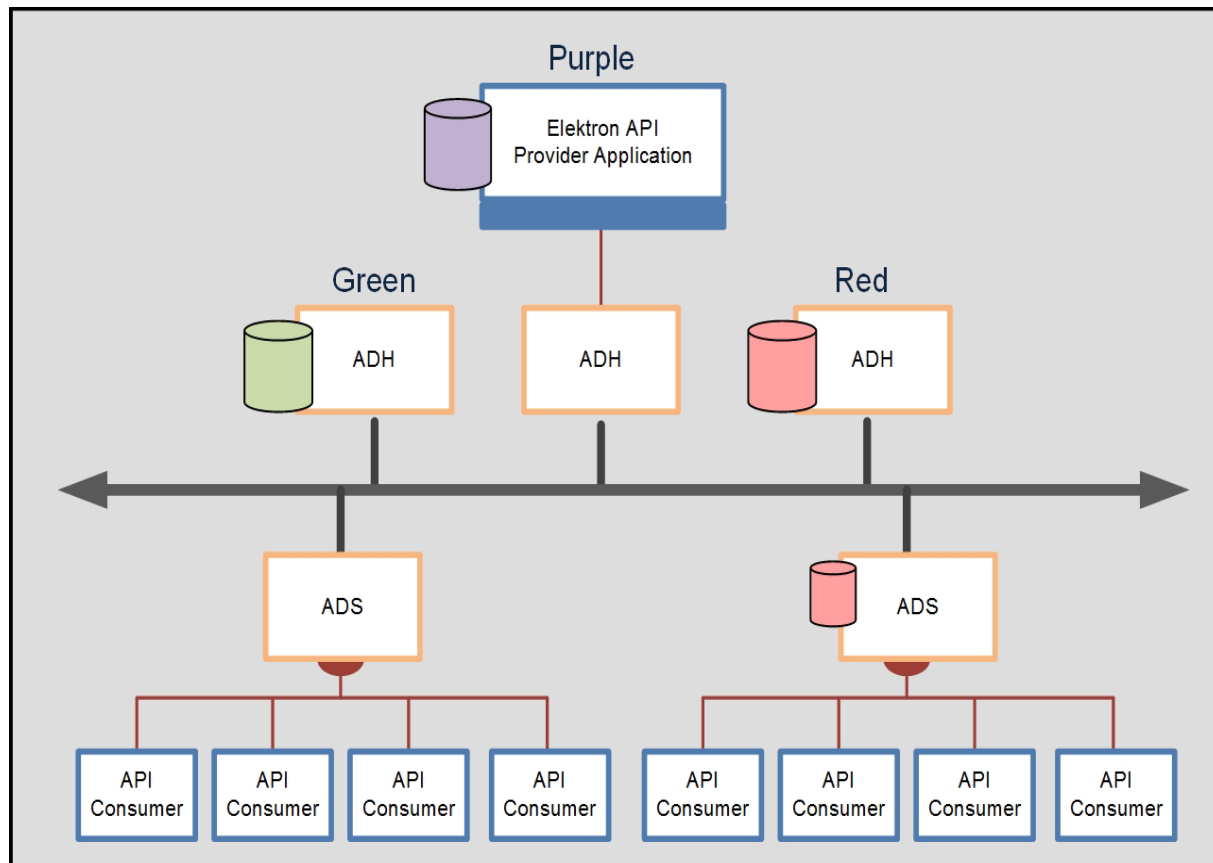 Purple
Elektron API
Provider Application
Green
Red
ADH
ADH
ADH
ADS
ADS
API
Consumer
API
Consumer
API
Consumer
API
Consumer
API
Consumer
API
Consumer
API
Consumer
API
Consumer